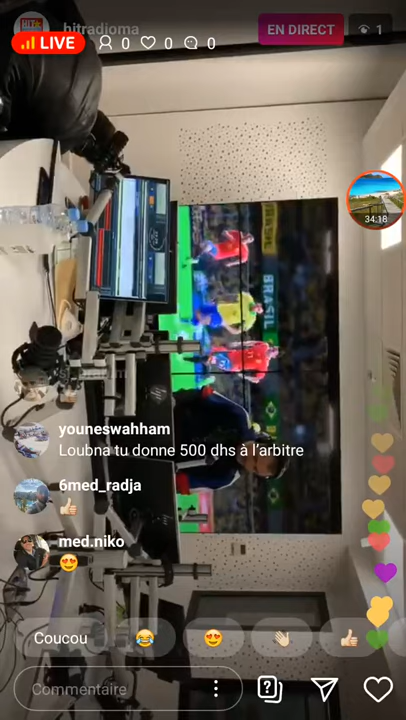 HIT
hitradioma
EN DIRECT
1
LIVE 0 0 0
34:18
BRASIL
youneswahham
Loubna tu donne 500 dhs à l'arbitre
6med_radja
med.niko
Coucou
Commentaire